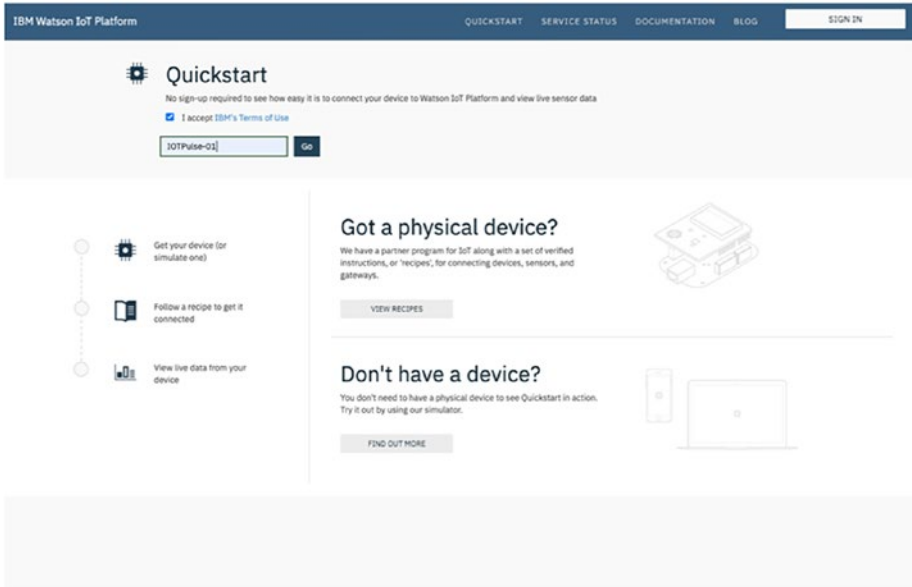 IBM Watson IoT Platform
QUICKSTART SERVICE STATUS DOCUMENTATION BLOG SIGN IN
Quickstart
No sign-up required to see how easy it is to connect your device to Watson IoT Platform and view live sensor data
I accept IBM's Terms of Use
IOTPulse-01 Go
Get your device (or
simulate one)
Follow a recipe to get it
connected
View live data from your
device
Got a physical device?
We have a partner program for IoT along with a set of verified
instructions, or 'recipes', for connecting devices, sensors, and
gateways.
VIEW RECIPES
Don't have a device?
You don't need to have a physical device to see Quickstart in action.
Try it out by using our simulator.
FIND OUT MORE